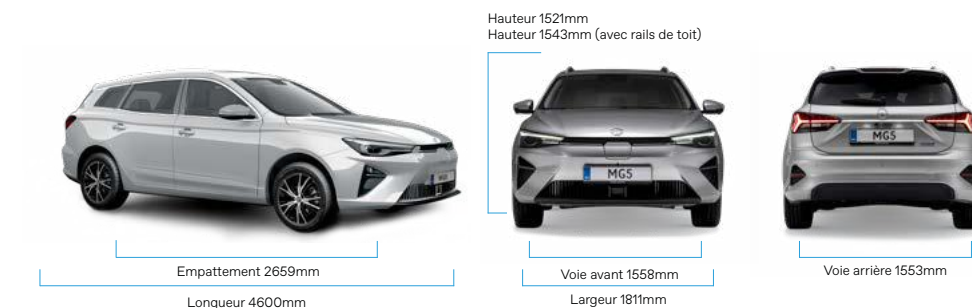 Hauteur 1521mm
Hauteur 1543mm (avec rails de toit)
MG5
MG5
MG5
Empattement 2659mm
Longueur 4600mm
Voie avant 1558mm
Largeur 1811mm
Voie arrière 1553mm